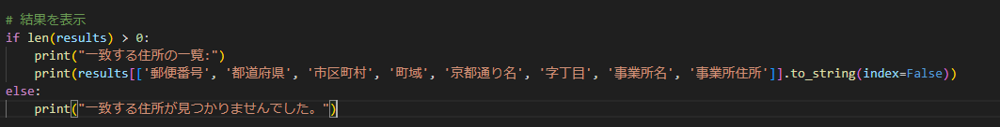 # 結果を表示
if len(results) > 0:
    print("一致する住所の一覧:")
    print(results[['郵便番号', '都道府県', '市区町村', '町域', '京都通り名', '字丁目', '事業所名', '事業所住所']].to_string(index=False))
else:
    print("一致する住所が見つかりませんでした。")